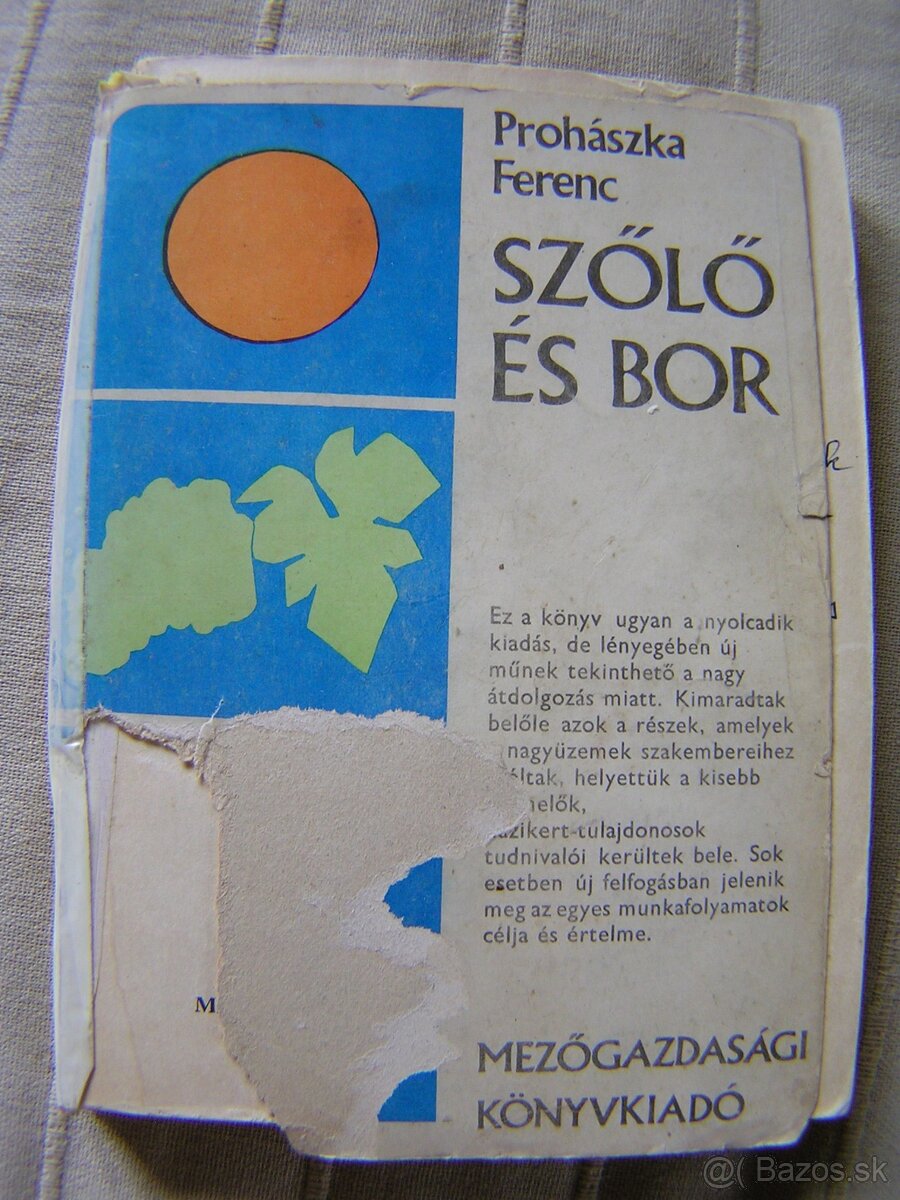 Prohászka
Ferenc
SZŐLŐ
ÉS BOR
Ez a könyv ugyan a nyolcadik
kiadás, de lényegében új
műnek tekinthető a nagy
átdolgozás miatt. Kimaradtak
belőle azok a részek, amelyek
nagyüzemek szakembereihez
helyettük a kisebb
tudnivalói kerültek bele. Sok
esetben új felfogásban jelenik
meg az egyes munkafolyamatok
célja és értelme.
MEZŐGAZDASÁGI
KÖNYVKIADÓ
@( Bazos.sk